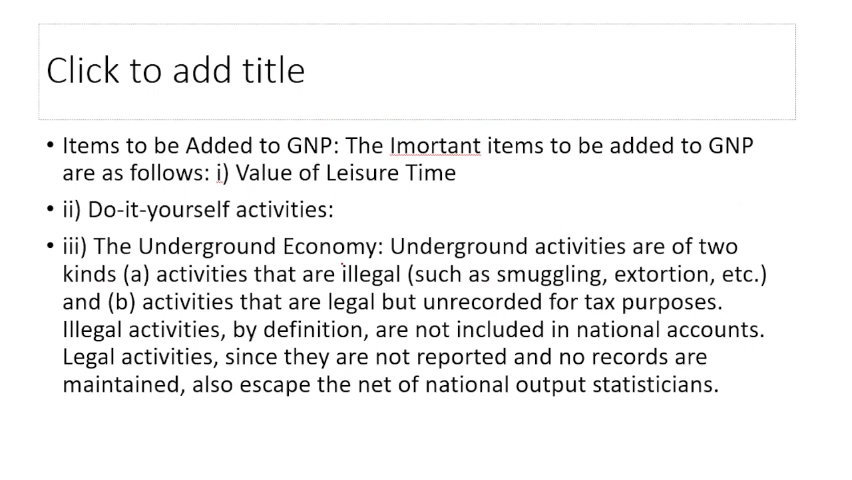 Click to add title
• Items to be Added to GNP: The Imortant items to be added to GNP
are as follows: i) Value of Leisure Time
• ii) Do-it-yourself activities:
• iii) The Underground Economy: Underground activities are of two
kinds (a) activities that are illegal (such as smuggling, extortion, etc.)
and (b) activities that are legal but unrecorded for tax purposes.
Illegal activities, by definition, are not included in national accounts.
Legal activities, since they are not reported and no records are
maintained, also escape the net of national output statisticians.